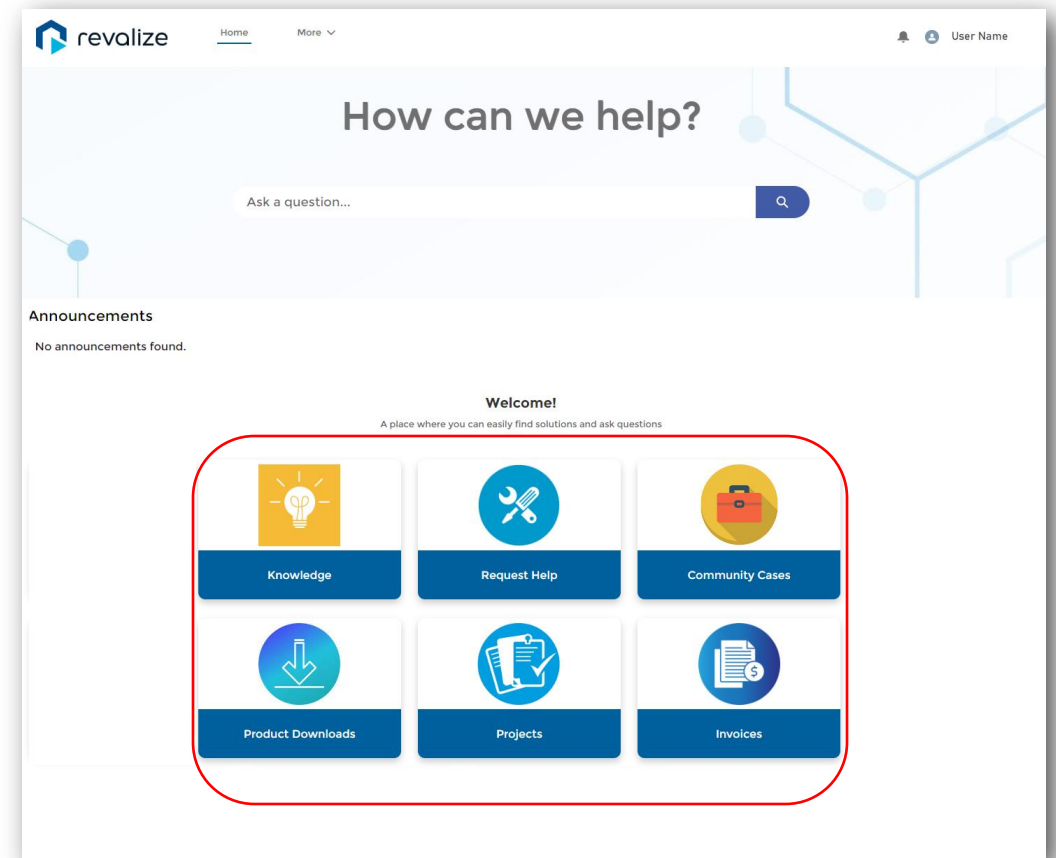 revalize
Home More User Name
How can we help?
Ask a question...
Announcements
No announcements found.
Welcome!
A place where you can easily find solutions and ask questions
Knowledge Request Help Community Cases
$
Product Downloads Projects Invoices